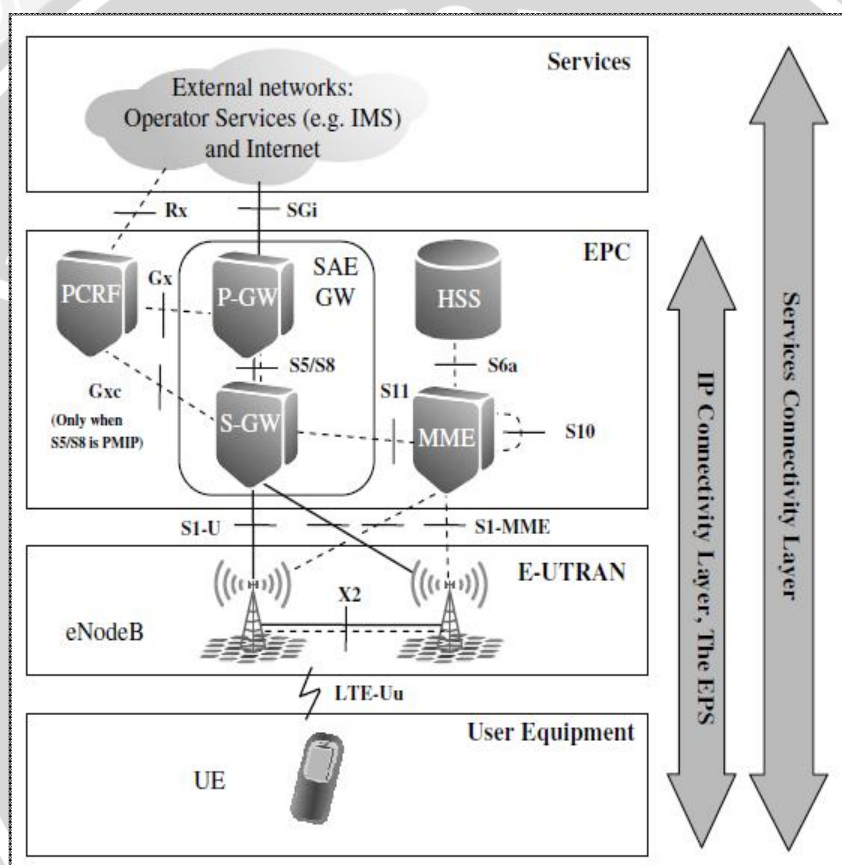 Services
External networks:
Operator Services (e.g. IMS)
and Internet
Rx
SGi
EPC
SAE
GW
PCRF
Gx
P-GW
HSS
S5/S8
S6a
Gxc
S11
(Only when
S5/S8 is PMIP)
S-GW
MME
S10
S1-U
S1-MME
E-UTRAN
X2
eNodeB
LTE-Uu
User Equipment
UE
IP Connectivity Layer, The EPS
Services Connectivity Layer